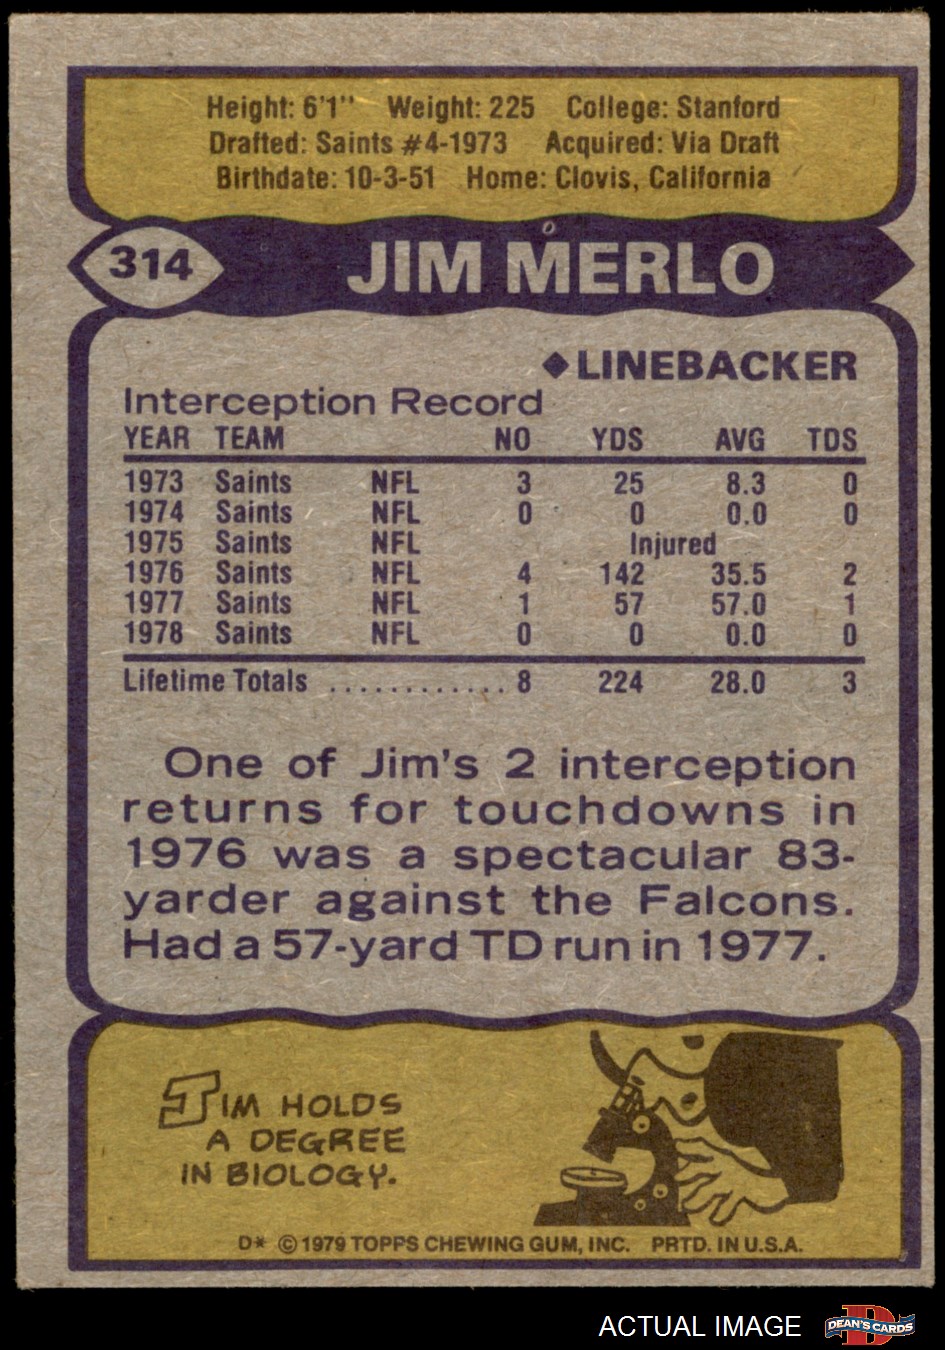 Height: 6'1" Weight: 225 College: Stanford
Drafted: Saints #4-1973 Acquired: Via Draft
Birthdate: 10-3-51 Home: Clovis, California
314 JIM MERLO
◆LINEBACKER
Interception Record
YEAR TEAM NO YDS AVG TDS
1973 Saints NFL 3 25 8.3 0
1974 Saints NFL 0 0 0.0 0
1975 Saints NFL Injured
1976 Saints NFL 4 142 35.5 2
1977 Saints NFL 1 57 57.0 1
1978 Saints NFL 0 0 0.0 0
Lifetime Totals ............ 8 224 28.0 3
One of Jim's 2 interception
returns for touchdowns in
1976 was a spectacular 83-
yarder against the Falcons.
Had a 57-yard TD run in 1977.
JIM HOLDS
A DEGREE
IN BIOLOGY.
D* © 1979 TOPPS CHEWING GUM, INC. PRTD. IN U.S.A.
ACTUAL IMAGE D DEAN'S CARDS